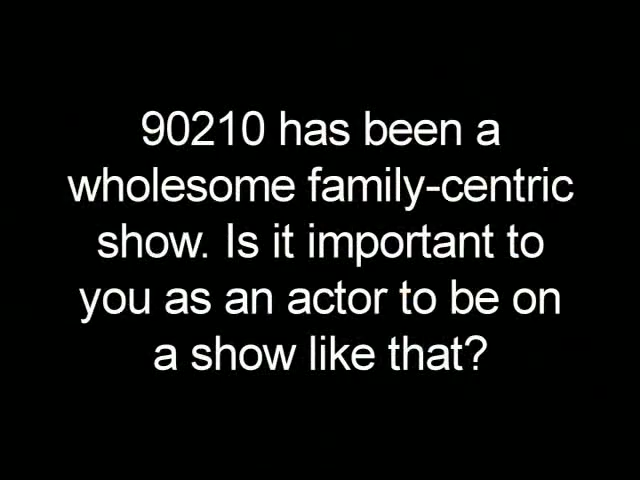 90210 has been a
wholesome family-centric
show. Is it important to
you as an actor to be on
a show like that?